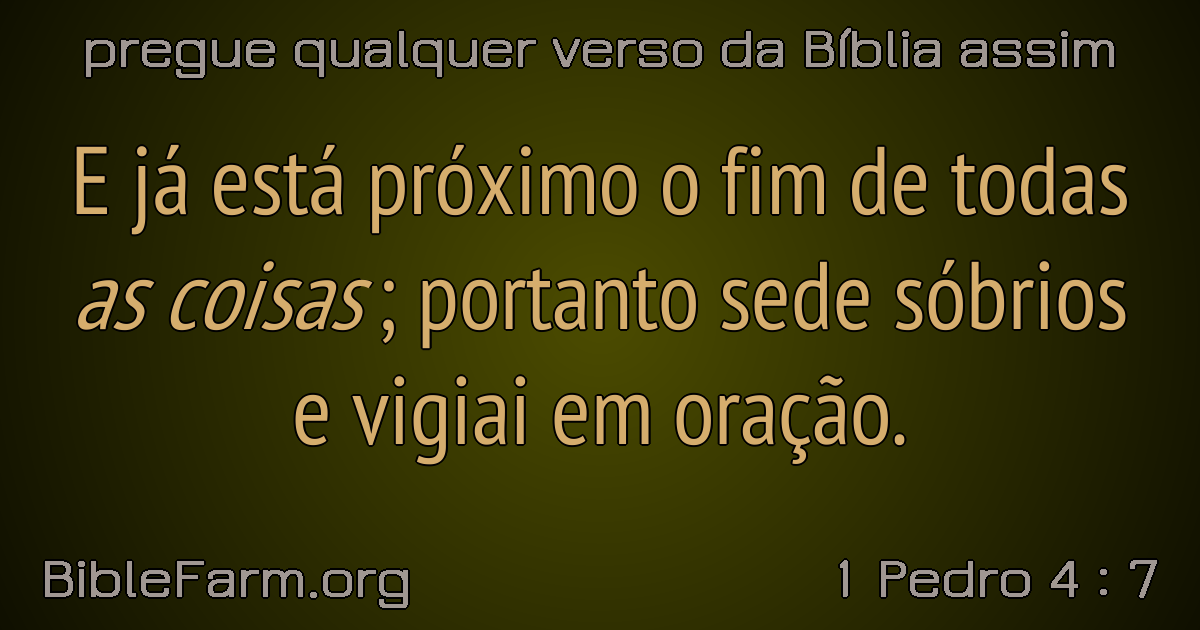 pregue qualquer verso da Bíblia assim
E já está próximo o fim de todas
as coisas; portanto sede sóbrios
e vigiai em oração.
BibleFarm.org
1 Pedro 4 : 7